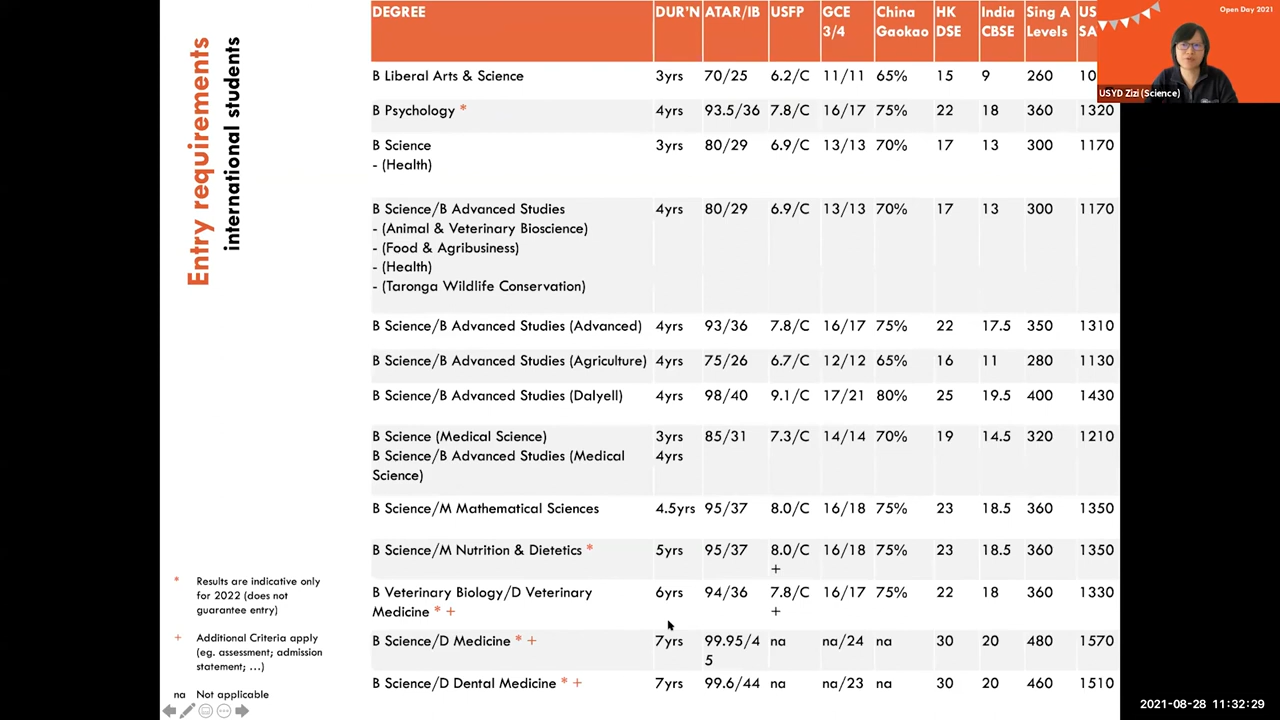 Entry requirements
international students
DEGREE DUR'N ATAR/IB USFP GCE 3/4 China Gaokao HK DSE India CBSE Sing A Levels US SA
B Liberal Arts & Science 3yrs 70/25 6.2/C 11/11 65% 15 9 260 10
B Psychology * 4yrs 93.5/36 7.8/C 16/17 75% 22 18 360 1320
B Science 3yrs 80/29 6.9/C 13/13 70% 17 13 300 1170
- (Health)
B Science/B Advanced Studies 4yrs 80/29 6.9/C 13/13 70% 17 13 300 1170
- (Animal & Veterinary Bioscience)
- (Food & Agribusiness)
- (Health)
- (Taronga Wildlife Conservation)
B Science/B Advanced Studies (Advanced) 4yrs 93/36 7.8/C 16/17 75% 22 17.5 350 1310
B Science/B Advanced Studies (Agriculture) 4yrs 75/26 6.7/C 12/12 65% 16 11 280 1130
B Science/B Advanced Studies (Dalyell) 4yrs 98/40 9.1/C 17/21 80% 25 19.5 400 1430
B Science (Medical Science) 3yrs 85/31 7.3/C 14/14 70% 19 14.5 320 1210
B Science/B Advanced Studies (Medical 4yrs
Science)
B Science/M Mathematical Sciences 4.5yrs 95/37 8.0/C 16/18 75% 23 18.5 360 1350
B Science/M Nutrition & Dietetics * 5yrs 95/37 8.0/C 16/18 75% 23 18.5 360 1350
+
B Veterinary Biology/D Veterinary 6yrs 94/36 7.8/C 16/17 75% 22 18 360 1330
Medicine * + +
B Science/D Medicine * + 7yrs 99.95/4 na na/24 na 30 20 480 1570
5
B Science/D Dental Medicine * + 7yrs 99.6/44 na na/23 na 30 20 460 1510
* Results are indicative only
for 2022 (does not
guarantee entry)
+ Additional Criteria apply
(eg. assessment; admission
statement; ...)
na Not applicable
Open Day 2021
USYD Zizi (Science)
2021-08-28 11:32:29